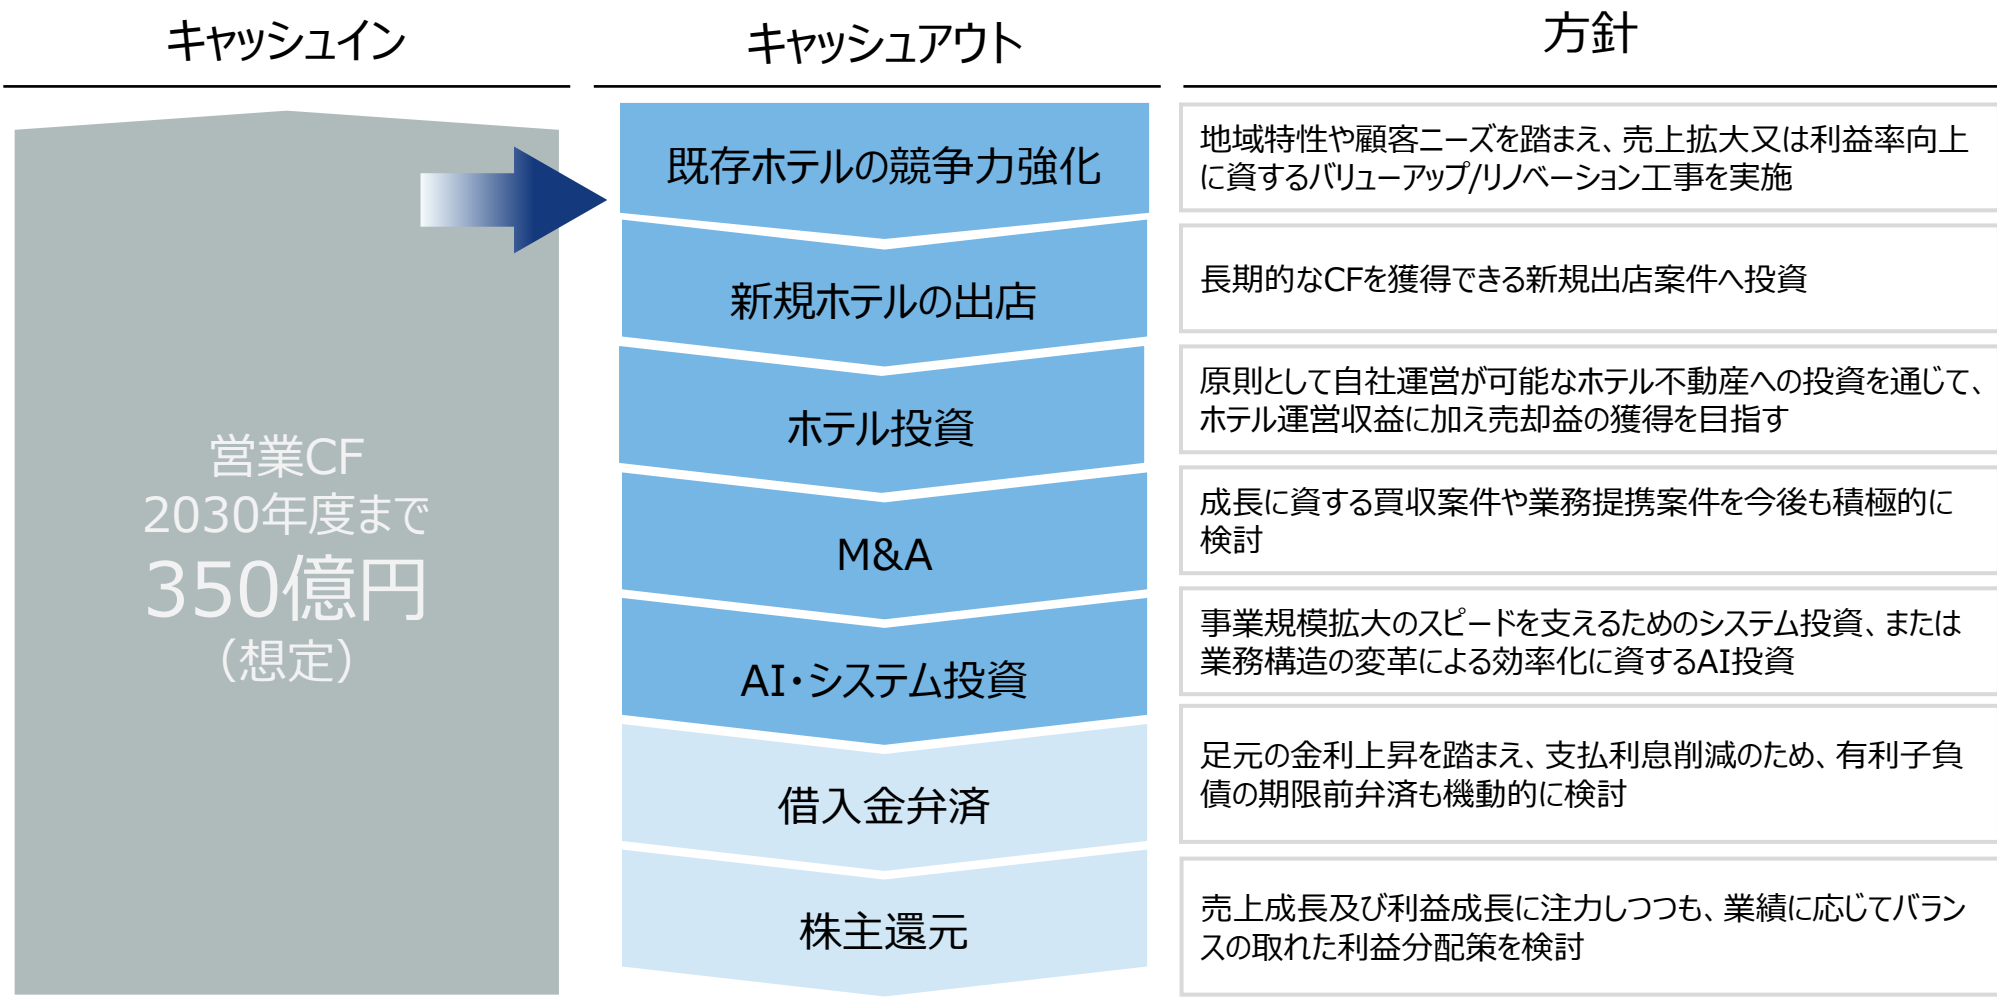 キャッシュイン
キャッシュアウト
方針
営業CF
2030年度まで
350億円
（想定）
既存ホテルの競争力強化
地域特性や顧客ニーズを踏まえ、売上拡大又は利益率向上
に資するバリューアップ/リノベーション工事を実施
新規ホテルの出店
長期的なCFを獲得できる新規出店案件へ投資
ホテル投資
原則として自社運営が可能なホテル不動産への投資を通じて、
ホテル運営収益に加え売却益の獲得を目指す
M&A
成長に資する買収案件や業務提携案件を今後も積極的に
検討
AI・システム投資
事業規模拡大のスピードを支えるためのシステム投資、または
業務構造の変革による効率化に資するAI投資
借入金弁済
足元の金利上昇を踏まえ、支払利息削減のため、有利子負
債の期限前弁済も機動的に検討
株主還元
売上成長及び利益成長に注力しつつも、業績に応じてバラン
スの取れた利益分配策を検討